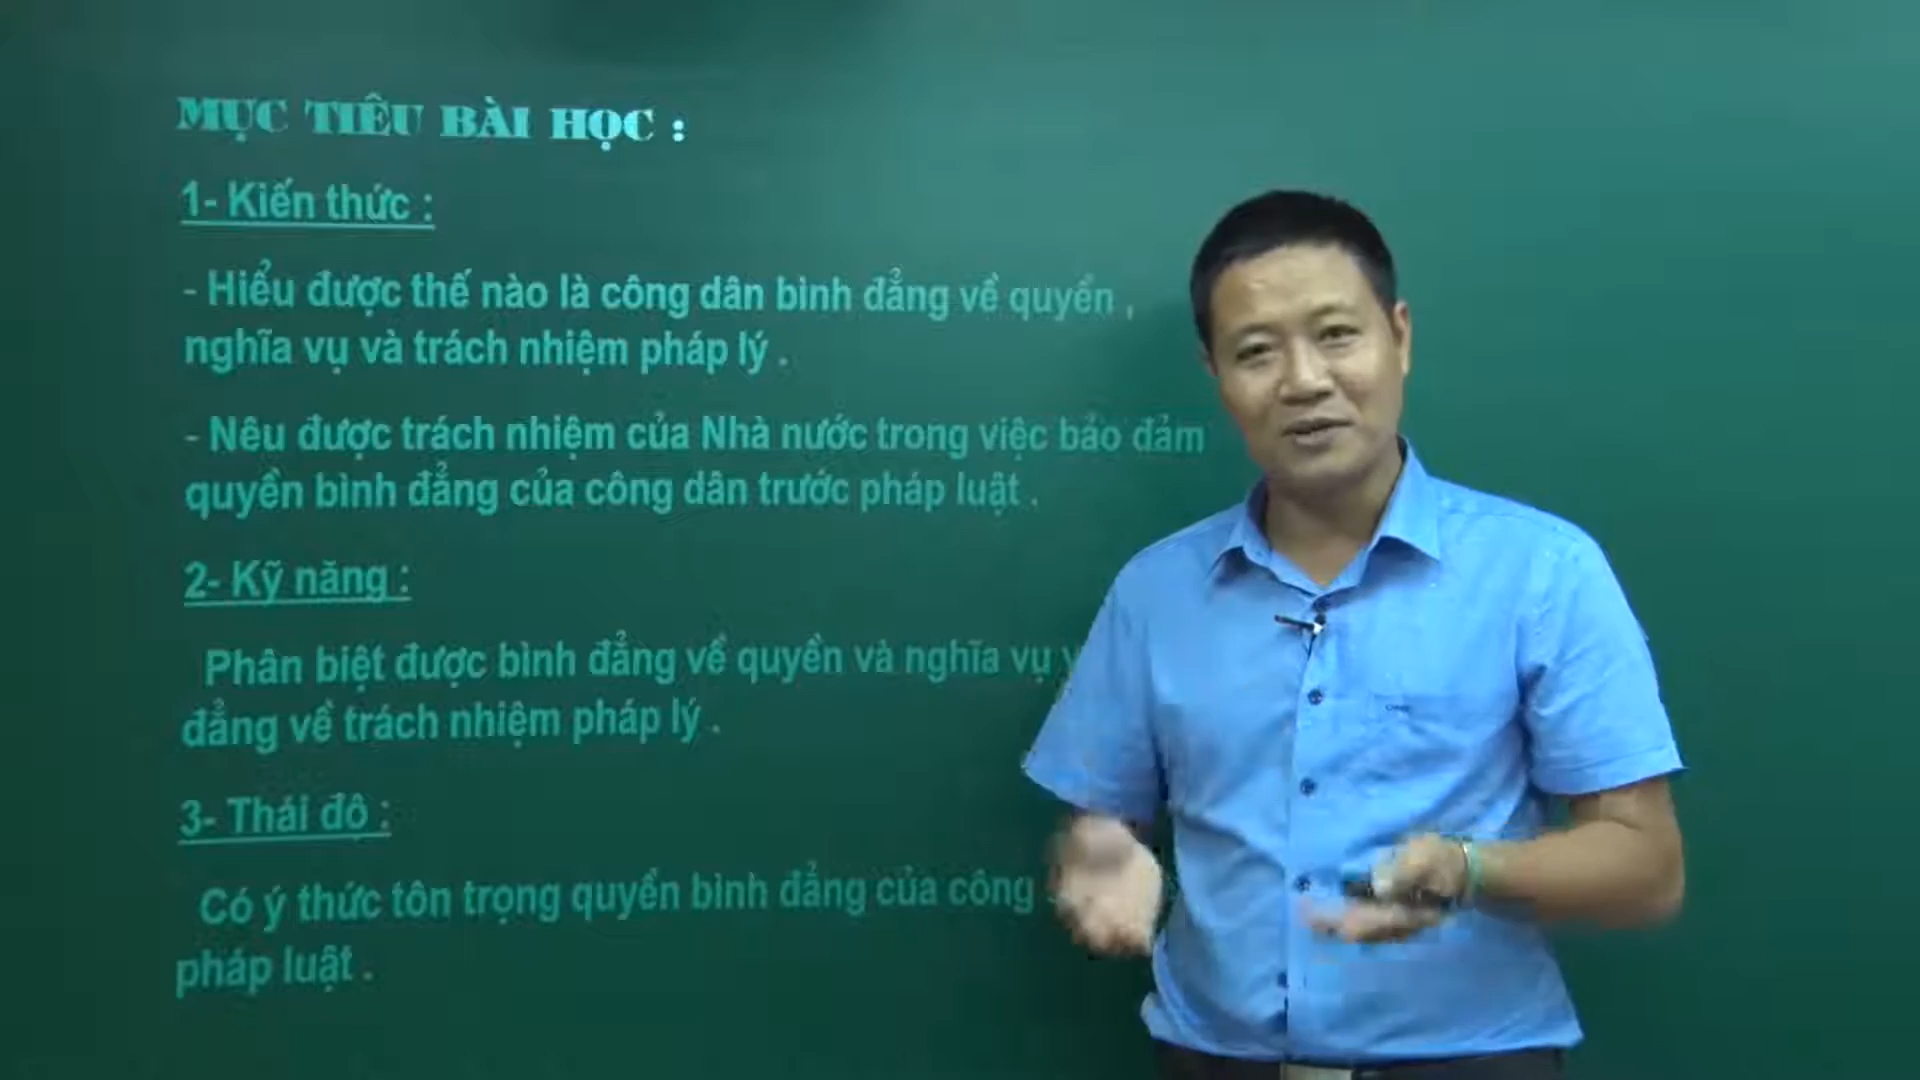 MỤC TIÊU BÀI HỌC :
1- Kiến thức :
- Hiểu được thế nào là công dân bình đẳng về quyền ,
nghĩa vụ và trách nhiệm pháp lý .
- Nêu được trách nhiệm của Nhà nước trong việc bảo đảm
quyền bình đẳng của công dân trước pháp luật .
2- Kỹ năng :
Phân biệt được bình đẳng về quyền và nghĩa vụ
đẳng về trách nhiệm pháp lý .
3- Thái độ :
Có ý thức tôn trọng quyền bình đẳng của công
pháp luật .